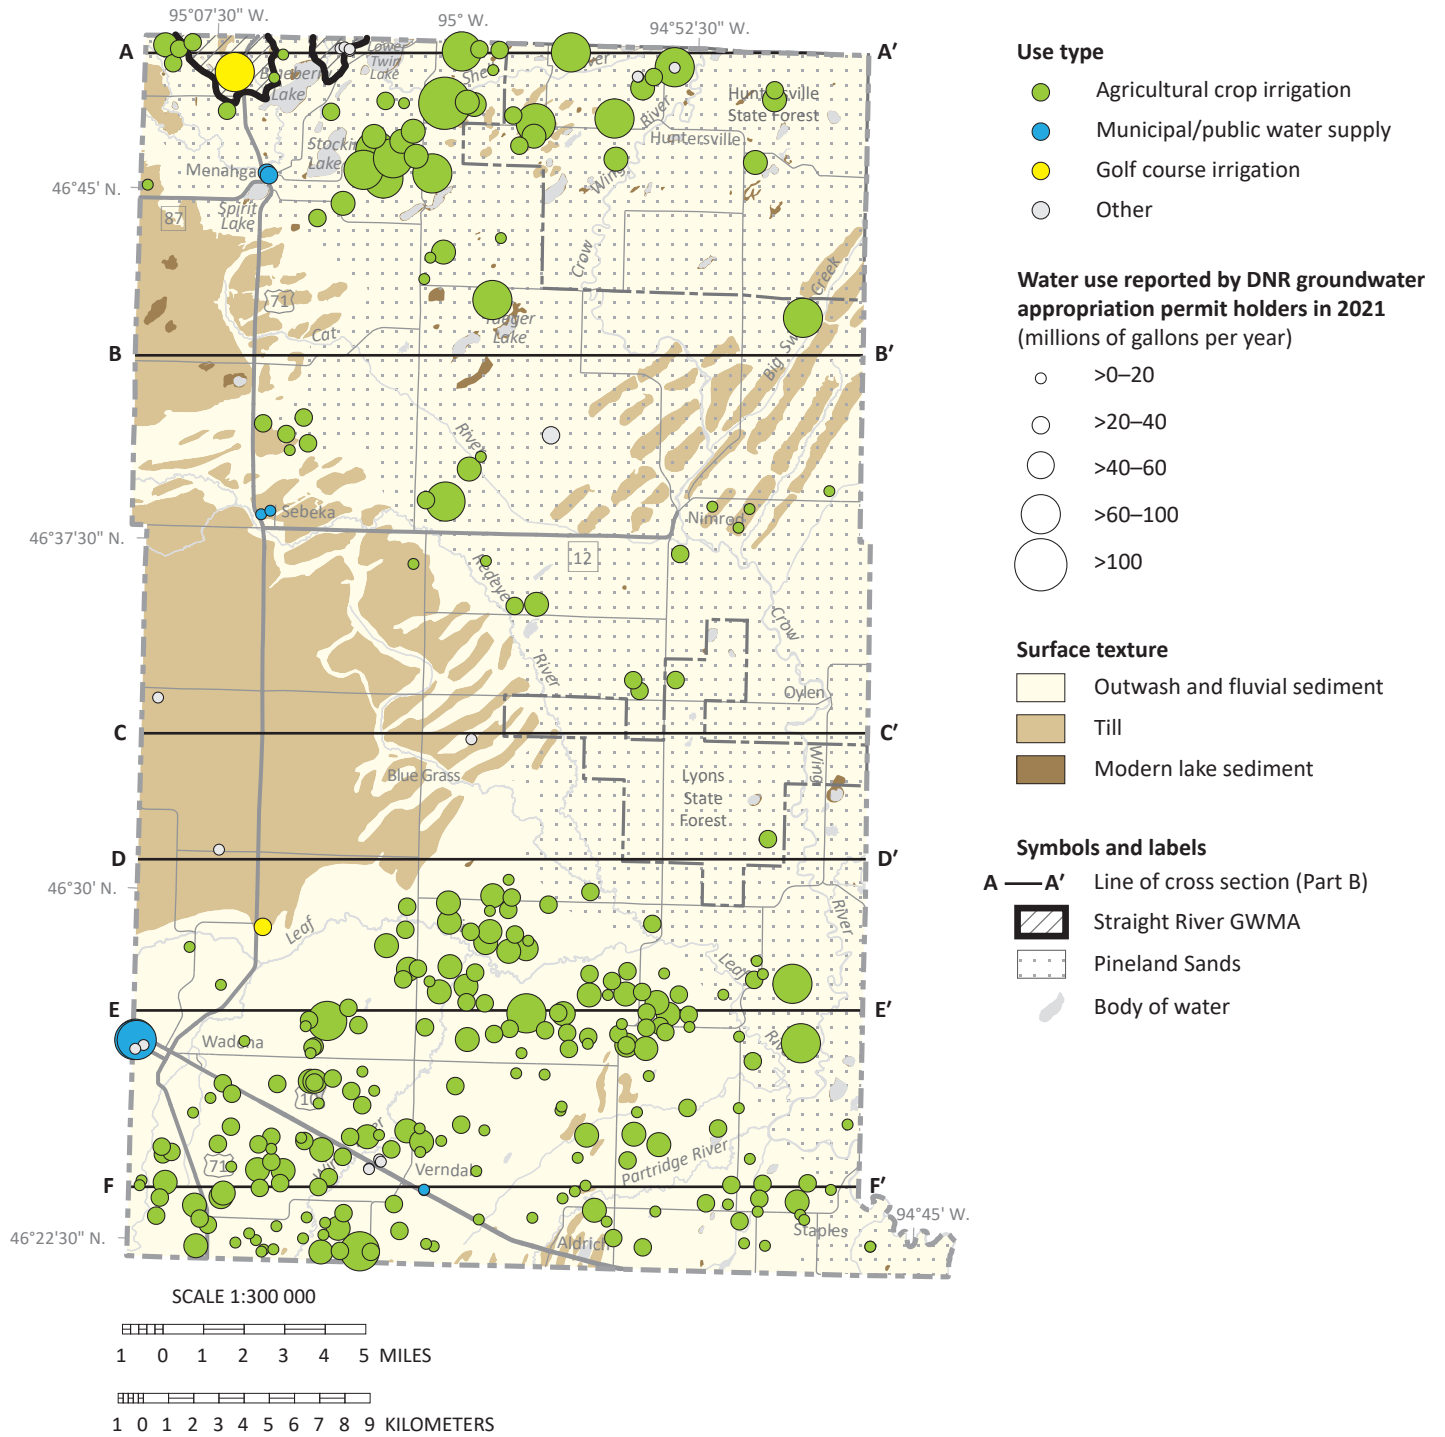 95°07'30" W.
95° W.
94°52'30" W.
A
A′
Lower
Twin
Lake
Blueberry
Lake
Shell
River
Huntersville
State Forest
River
Huntersville
Stocking
Lake
Menahga
Wing
46°45' N.
Spirit
Lake
87
Crow
Creek
71
Yaeger
Lake
Cat
Big Swamp
B
B′
River
Sebeka
Nimrod
46°37'30" N.
12
Redeye
Crow
River
Oylen
C
C′
Wing
Blue Grass
Lyons
State
Forest
D
D′
46°30' N.
Leaf
River
Leaf
E
E′
Wadena
River
10
River
Wing
71
Verndale
Partridge River
F
F′
94°45' W.
Staples
46°22'30" N.
Aldrich
SCALE 1:300 000
1 0 1 2 3 4 5 MILES
1 0 1 2 3 4 5 6 7 8 9 KILOMETERS
Use type
Agricultural crop irrigation
Municipal/public water supply
Golf course irrigation
Other
Water use reported by DNR groundwater
appropriation permit holders in 2021
(millions of gallons per year)
>0–20
>20–40
>40–60
>60–100
>100
Surface texture
Outwash and fluvial sediment
Till
Modern lake sediment
Symbols and labels
A A′ Line of cross section (Part B)
Straight River GWMA
Pineland Sands
Body of water